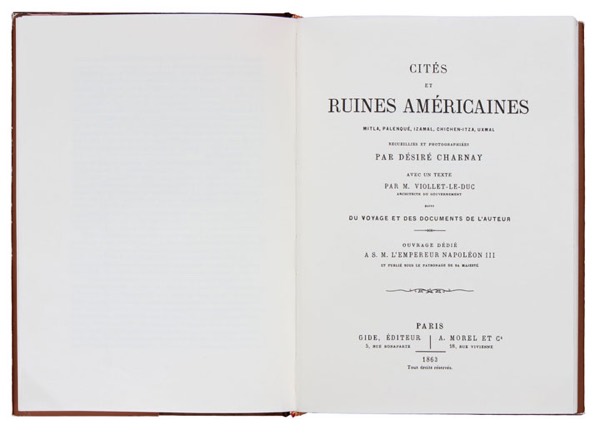 CITÉS
ET
RUINES AMÉRICAINES
MITLA, PALENQUÉ, IZAMAL, CHICHEN-ITZA, UXMAL
RECUEILLIES ET PHOTOGRAPHIÉES
PAR DÉSIRÉ CHARNAY
AVEC UN TEXTE
PAR M. VIOLLET-LE-DUC
ARCHITECTE DU GOUVERNEMENT
SUIVI
DU VOYAGE ET DES DOCUMENTS DE L'AUTEUR
OUVRAGE DÉDIÉ
A S. M. L'EMPEREUR NAPOLÉON III
ET PUBLIÉ SOUS LE PATRONAGE DE SA MAJESTÉ
PARIS
GIDE, ÉDITEUR
5, RUE BONAPARTE
A. MOREL ET Cᵉ
18, RUE VIVIENNE
1863
Tous droits réservés.